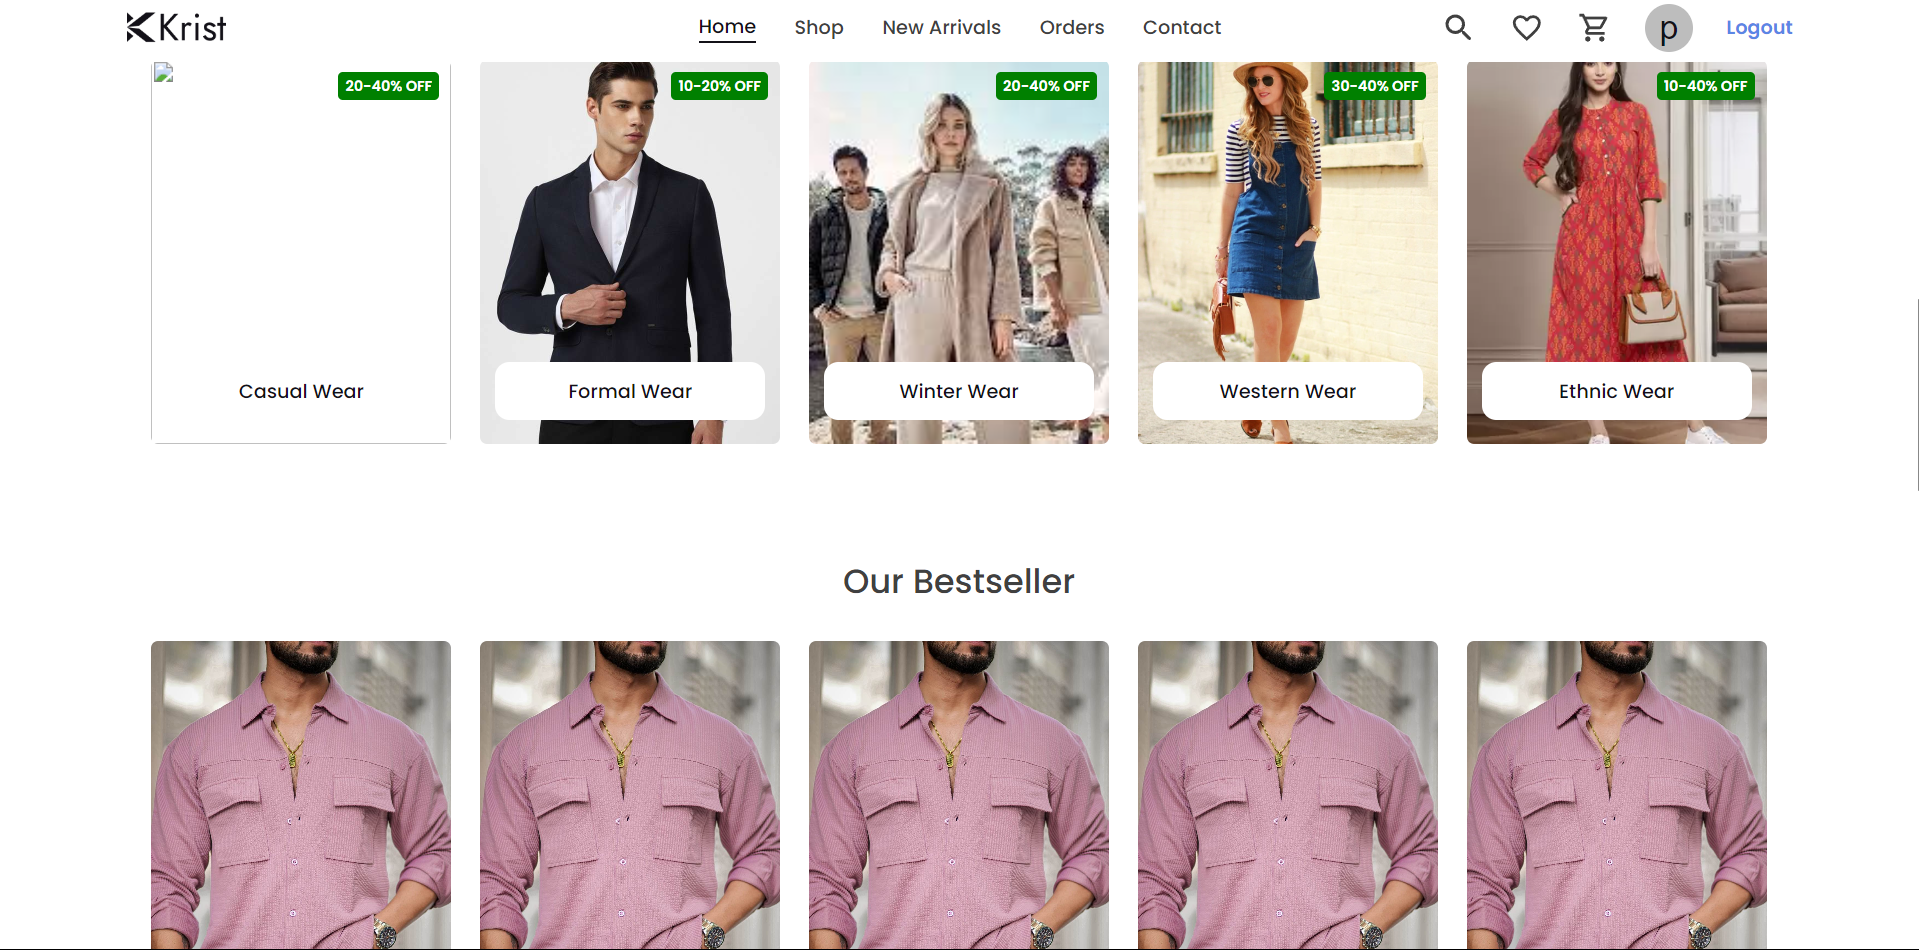 Krist
Home
Shop
New Arrivals
Orders
Contact
p
Logout
20-40% OFF
10-20% OFF
20-40% OFF
30-40% OFF
10-40% OFF
Casual Wear
Formal Wear
Winter Wear
Western Wear
Ethnic Wear
Our Bestseller